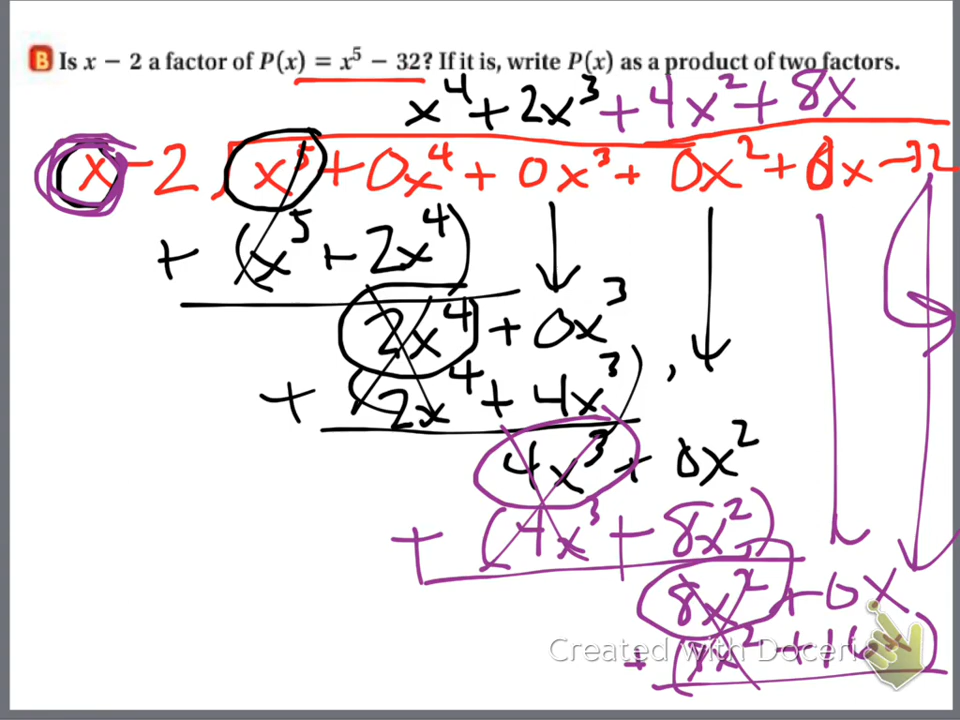 B Is x − 2 a factor of P(x) = x⁵ − 32? If it is, write P(x) as a product of two factors.
x⁴ + 2x³ + 4x² + 8x
x − 2, x⁵ + 0x⁴ + 0x³ + 0x² + 0x − 32
+ (x⁵ + 2x⁴)
2x⁴ + 0x³
+ (2x⁴ + 4x³)
4x³ + 0x²
+ (4x³ + 8x²)
8x² + 0x
Created with Doceri
+ (8x² + 16x)